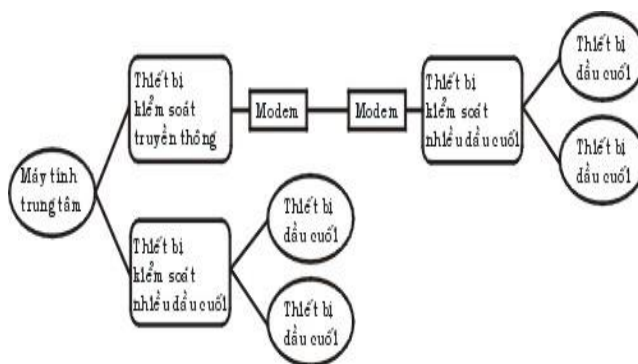 Máy tính
trung tâm
Thiết bị
kiểm soát
truyền thông
Modem
Modem
Thiết bị
kiểm soát
nhiều đầu cuối
Thiết bị
đầu cuối
Thiết bị
đầu cuối
Thiết bị
kiểm soát
nhiều đầu cuối
Thiết bị
đầu cuối
Thiết bị
đầu cuối